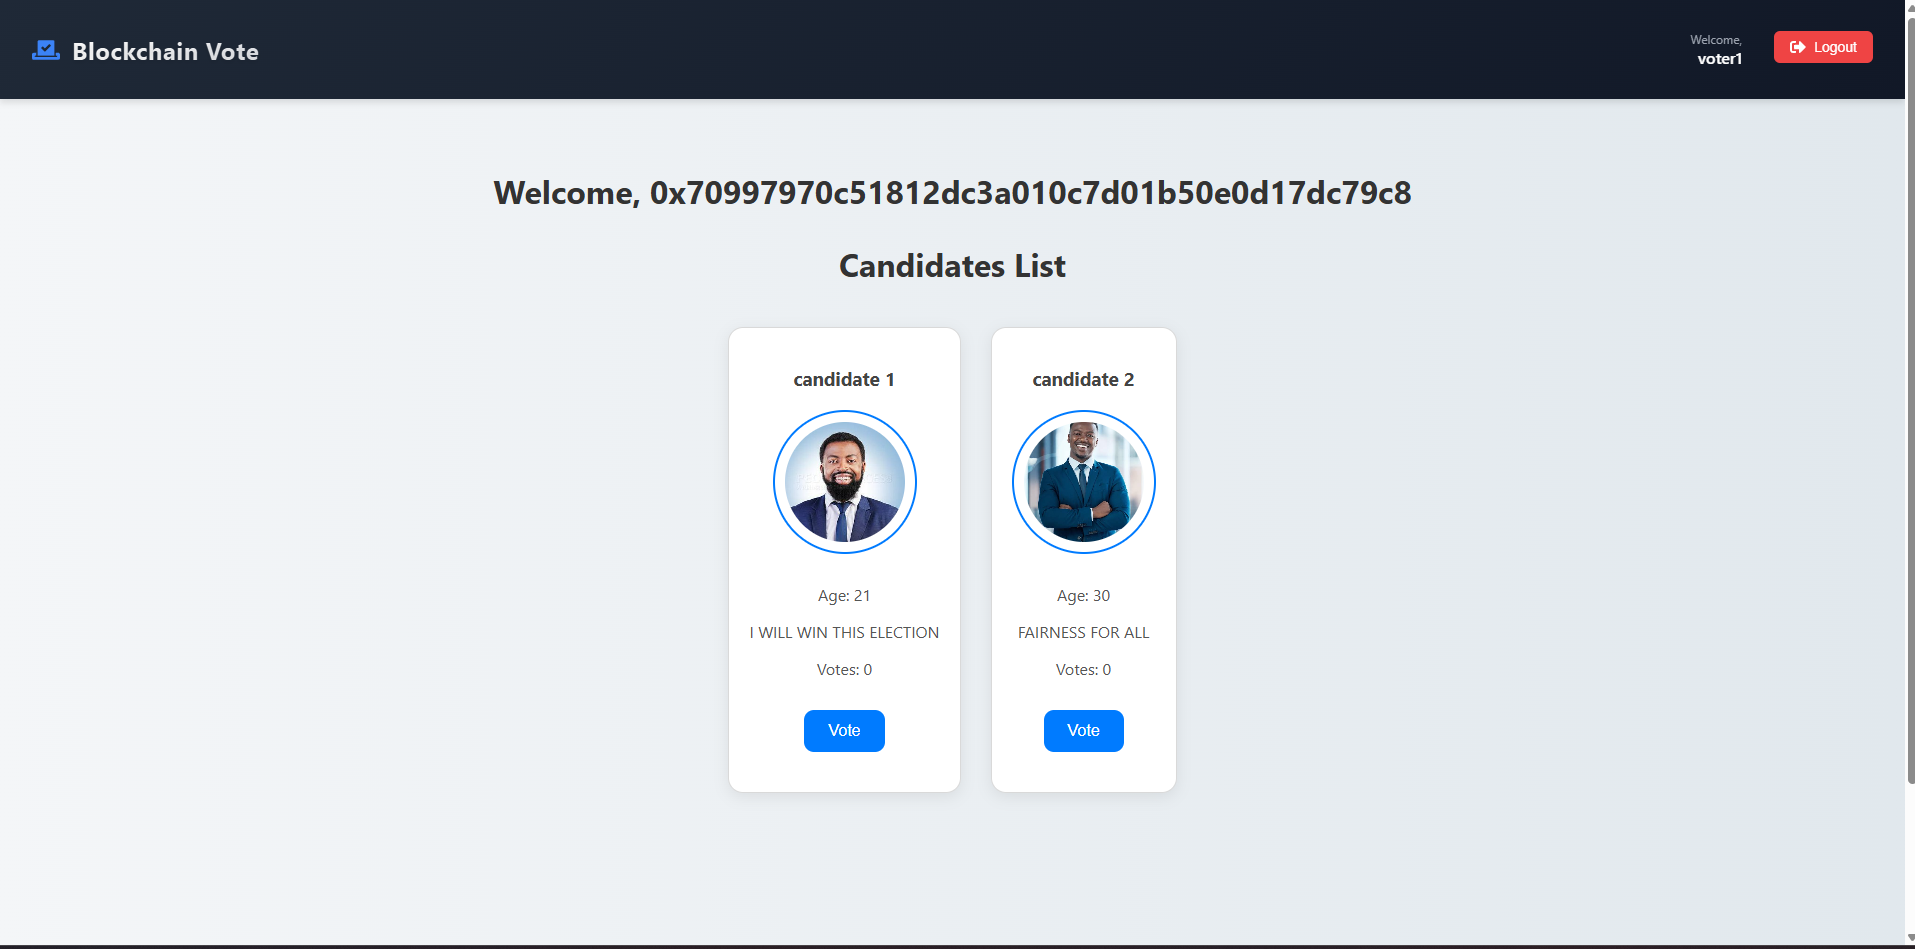 Blockchain Vote
Welcome,
voter1
Logout
Welcome, 0x70997970c51812dc3a010c7d01b50e0d17dc79c8
Candidates List
candidate 1
Age: 21
I WILL WIN THIS ELECTION
Votes: 0
Vote
candidate 2
Age: 30
FAIRNESS FOR ALL
Votes: 0
Vote